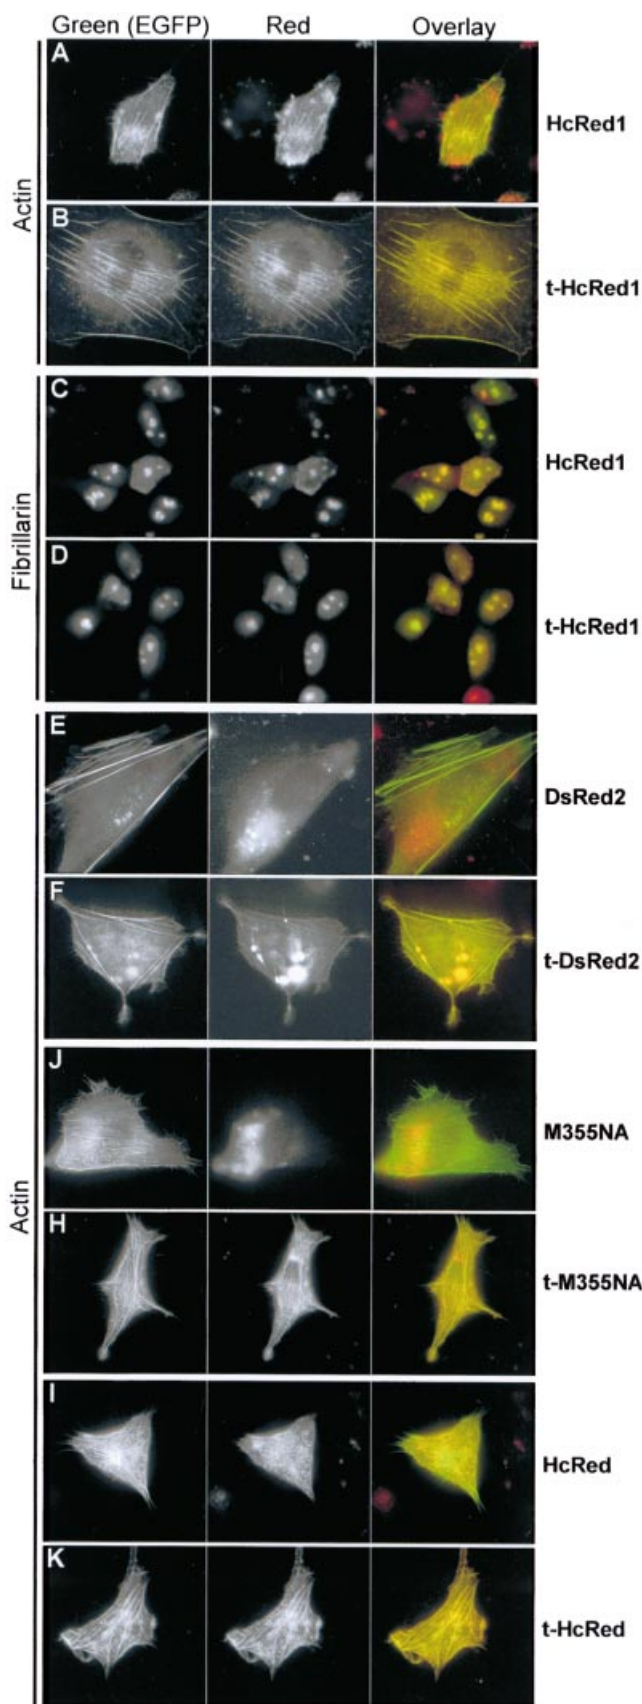 Green (EGFP) Red Overlay
A HcRed1
Actin
B t-HcRed1
C HcRed1
Fibrillarin
D t-HcRed1
E DsRed2
F t-DsRed2
J M355NA
Actin
H t-M355NA
I HcRed
K t-HcRed